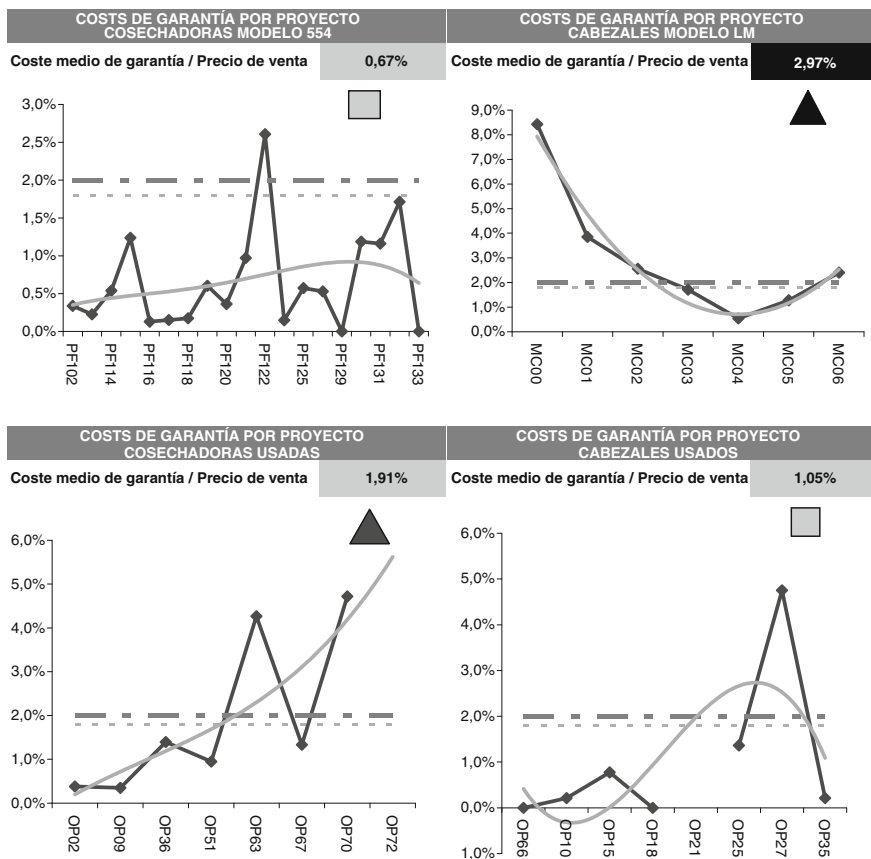 COSTS DE GARANTÍA POR PROYECTO
COSECHADORAS MODELO 554
Coste medio de garantía / Precio de venta 0,67%
3,0%
2,5%
2,0%
1,5%
1,0%
0,5%
0,0%
PF102 PF114 PF116 PF118 PF120 PF122 PF125 PF129 PF131 PF133
COSTS DE GARANTÍA POR PROYECTO
CABEZALES MODELO LM
Coste medio de garantía / Precio de venta 2,97%
9,0%
8,0%
7,0%
6,0%
5,0%
4,0%
3,0%
2,0%
1,0%
0,0%
MC00 MC01 MC02 MC03 MC04 MC05 MC06
COSTS DE GARANTÍA POR PROYECTO
COSECHADORAS USADAS
Coste medio de garantía / Precio de venta 1,91%
6,0%
5,0%
4,0%
3,0%
2,0%
1,0%
0,0%
OP02 OP09 OP36 OP51 OP63 OP67 OP70 OP72
COSTS DE GARANTÍA POR PROYECTO
CABEZALES USADOS
Coste medio de garantía / Precio de venta 1,05%
6,0%
5,0%
4,0%
3,0%
2,0%
1,0%
0,0%
1,0%
OP66 OP10 OP15 OP18 OP21 OP25 OP27 OP35